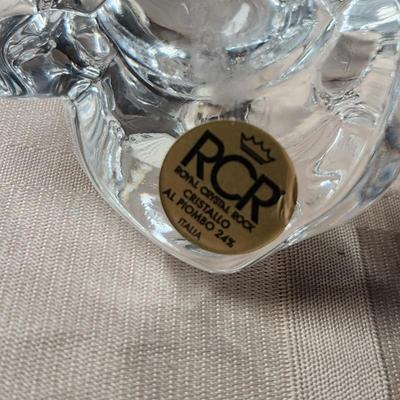 RCR
ROYAL CRYSTAL ROCK
CRISTALLO
AL PIOMBO 24%
ITALIA